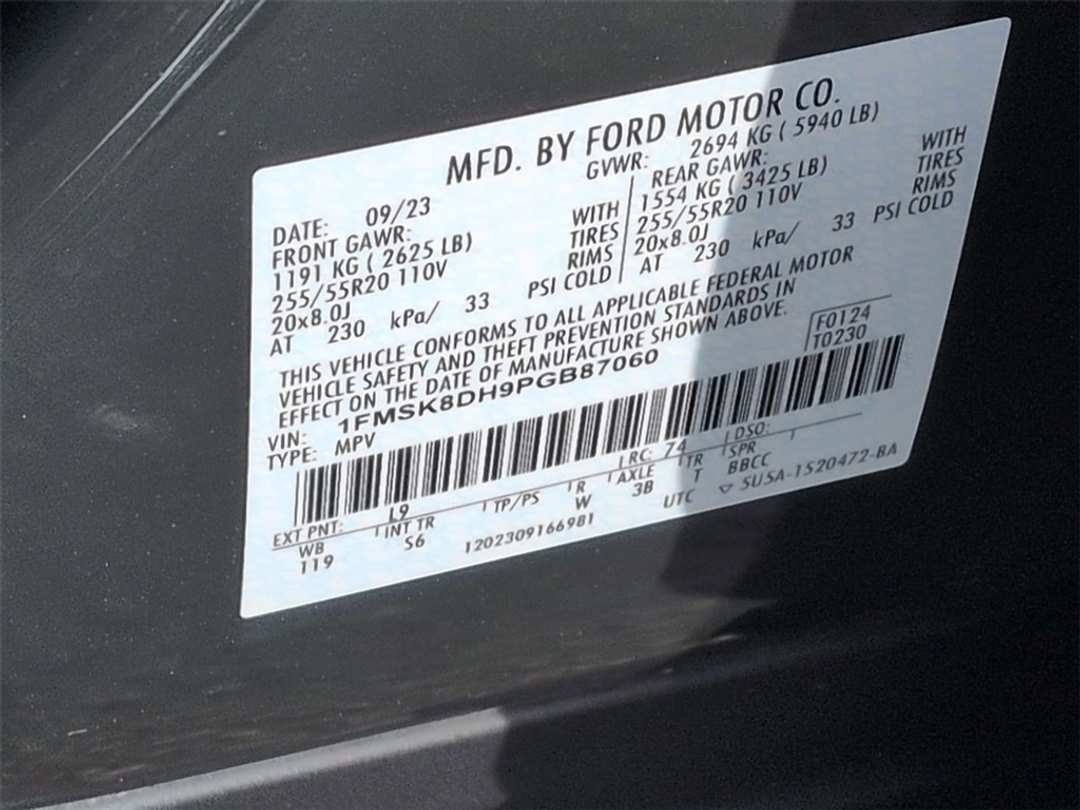 MFD. BY FORD MOTOR CO.
DATE: 09/23 GVWR: 2694 KG ( 5940 LB)
FRONT GAWR: REAR GAWR:
1191 KG ( 2625 LB) WITH 1554 KG ( 3425 LB) WITH
255/55R20 110V TIRES 255/55R20 110V TIRES
20x8.0J RIMS 20x8.0J RIMS
AT 230 kPa/ 33 PSI COLD AT 230 kPa/ 33 PSI COLD
THIS VEHICLE CONFORMS TO ALL APPLICABLE FEDERAL MOTOR
VEHICLE SAFETY AND THEFT PREVENTION STANDARDS IN
EFFECT ON THE DATE OF MANUFACTURE SHOWN ABOVE.
VIN: 1FMSK8DH9PGB87060 F0124
TYPE: MPV T0230
EXT PNT: L9 RC: 74 DSO:
WB INT TR TP/PS R AXLE TR SPR
119 S6 W 3B T BBCC
1202309166981 UTC ▽ 5U5A-1520472-BA